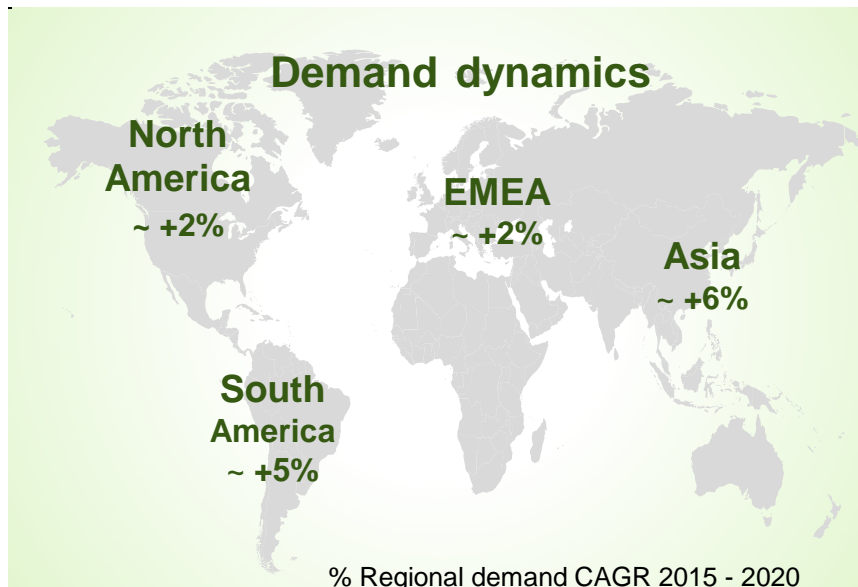 Demand dynamics
North
America
~ +2%
EMEA
~ +2%
Asia
~ +6%
South
America
~ +5%
% Regional demand CAGR 2015 - 2020